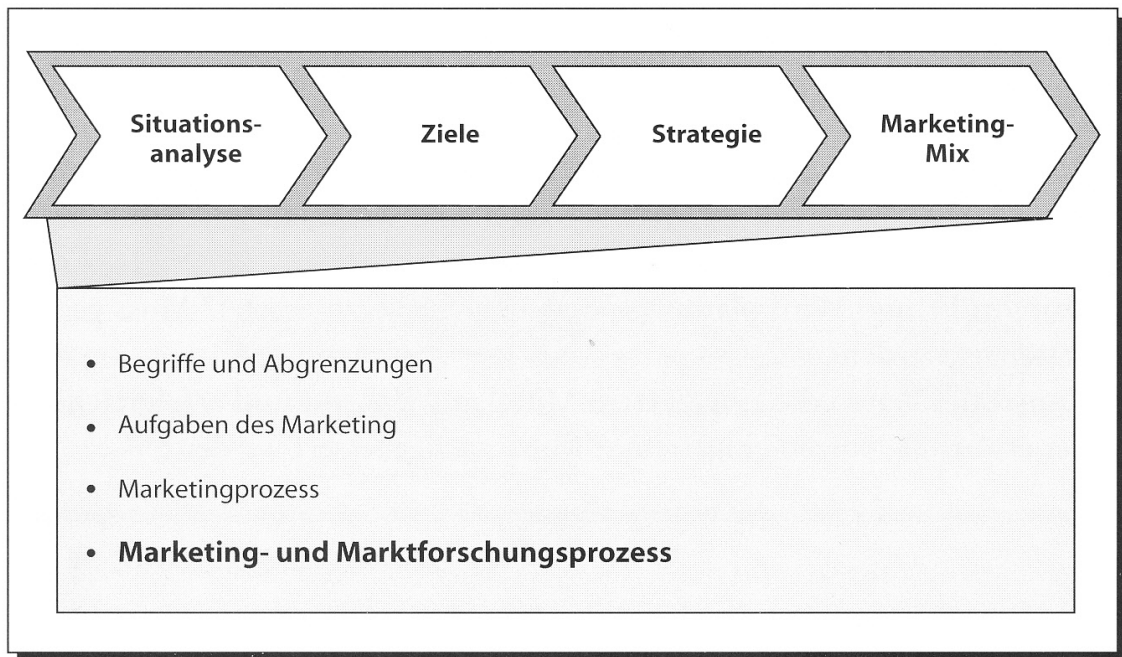 Situations-
analyse
Ziele
Strategie
Marketing-
Mix
• Begriffe und Abgrenzungen
• Aufgaben des Marketing
• Marketingprozess
• Marketing- und Marktforschungsprozess